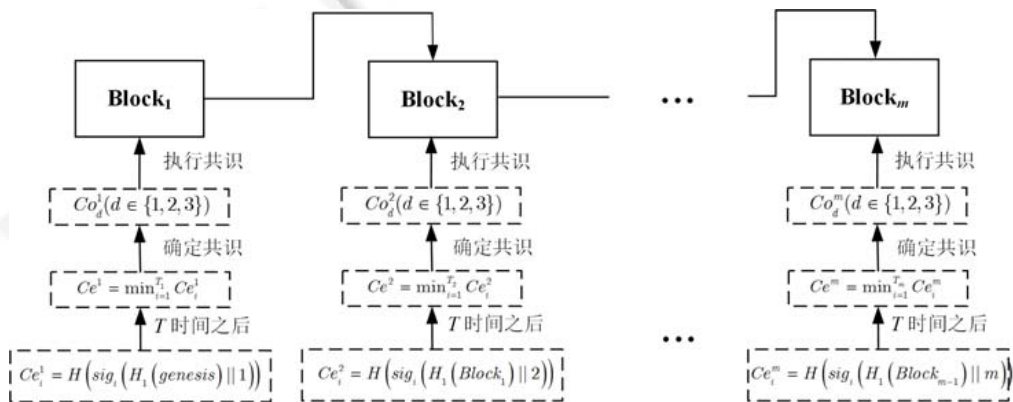 Block₁ Block₂ ... Blockₘ
执行共识 执行共识 执行共识
Co_d^1(d ∈ {1,2,3}) Co_d^2(d ∈ {1,2,3}) Co_d^m(d ∈ {1,2,3})
确定共识 确定共识 确定共识
Ce^1 = min_{i=1}^{T_1} Ce_i^1 Ce^2 = min_{i=1}^{T_2} Ce_i^2 Ce^m = min_{i=1}^{T_m} Ce_i^m
T 时间之后 T 时间之后 ... T 时间之后
Ce_i^1 = H(sig_i(H_1(genesis) || 1)) Ce_i^2 = H(sig_i(H_1(Block_1) || 2)) Ce_i^m = H(sig_i(H_1(Block_{m-1}) || m))